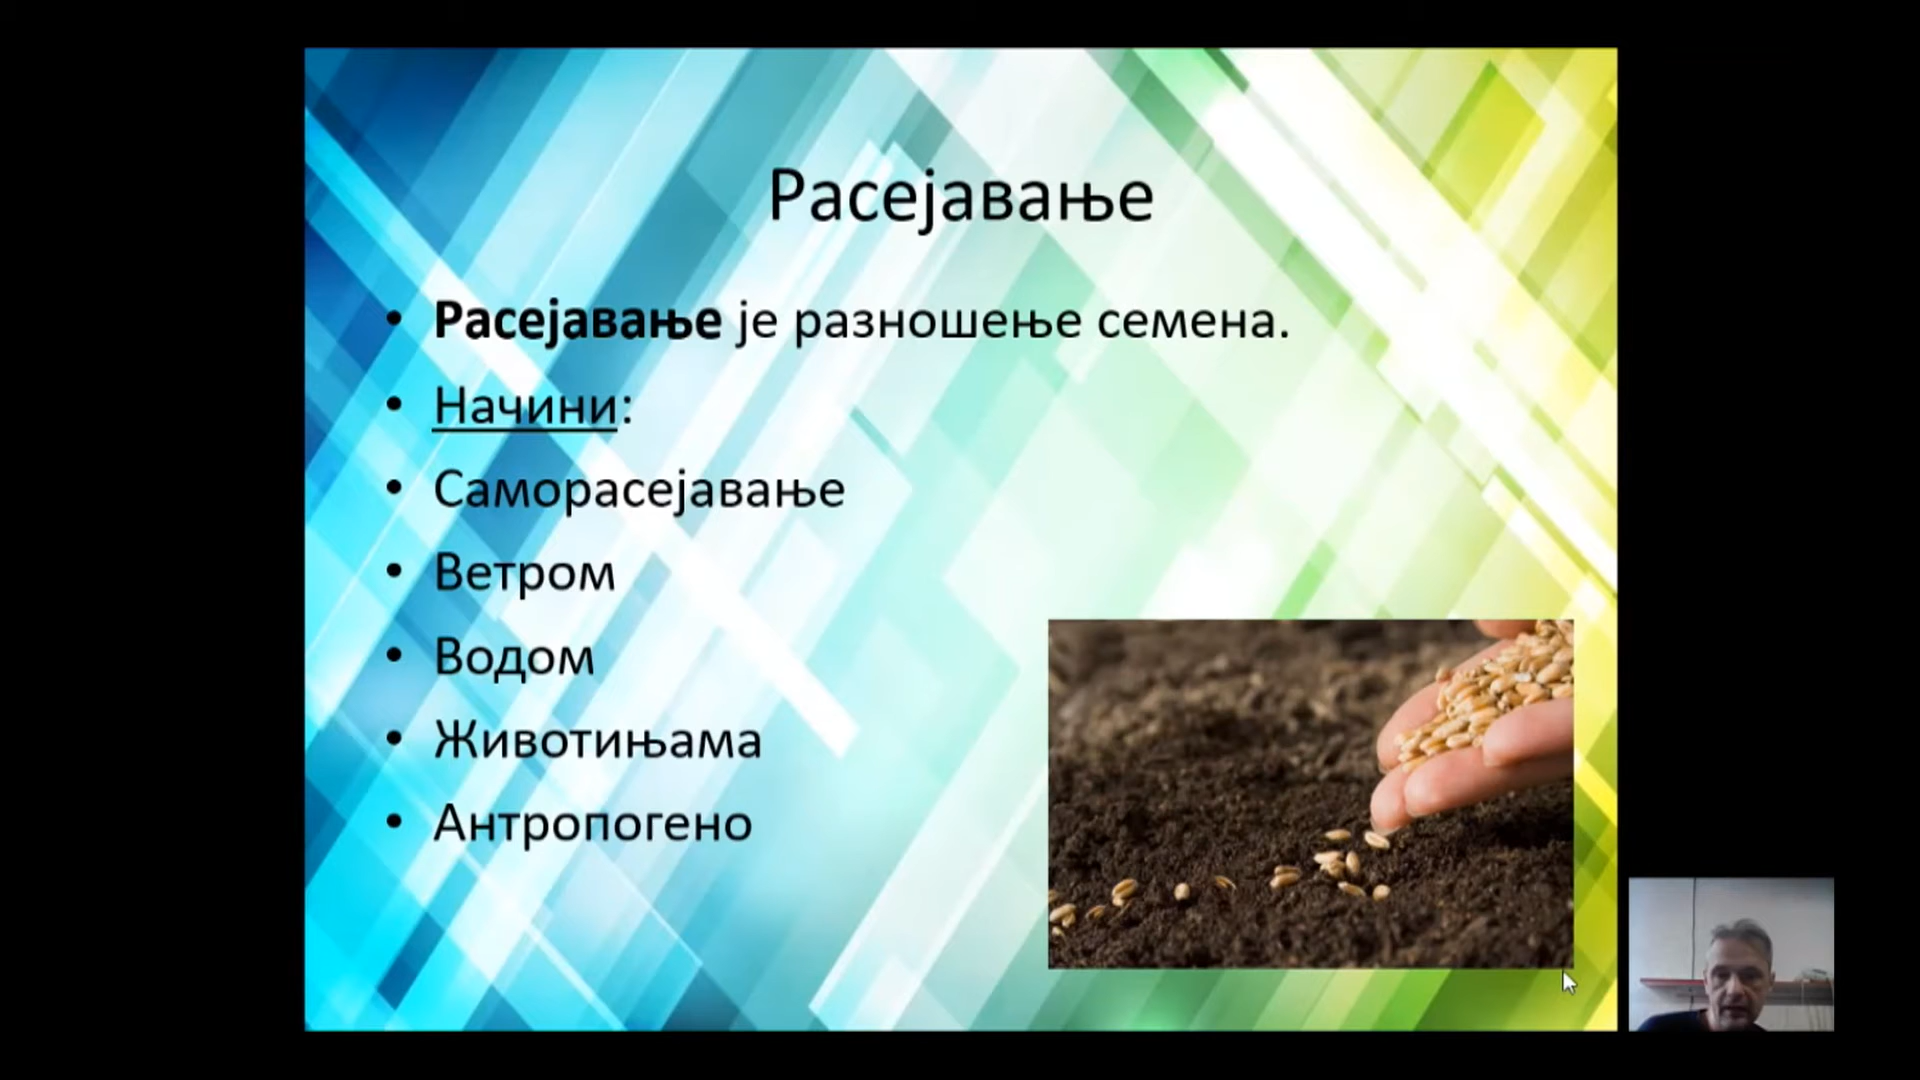 Расејавање
• Расејавање је разношење семена.
• Начини:
• Саморасејавање
• Ветром
• Водом
• Животињама
• Антропогено